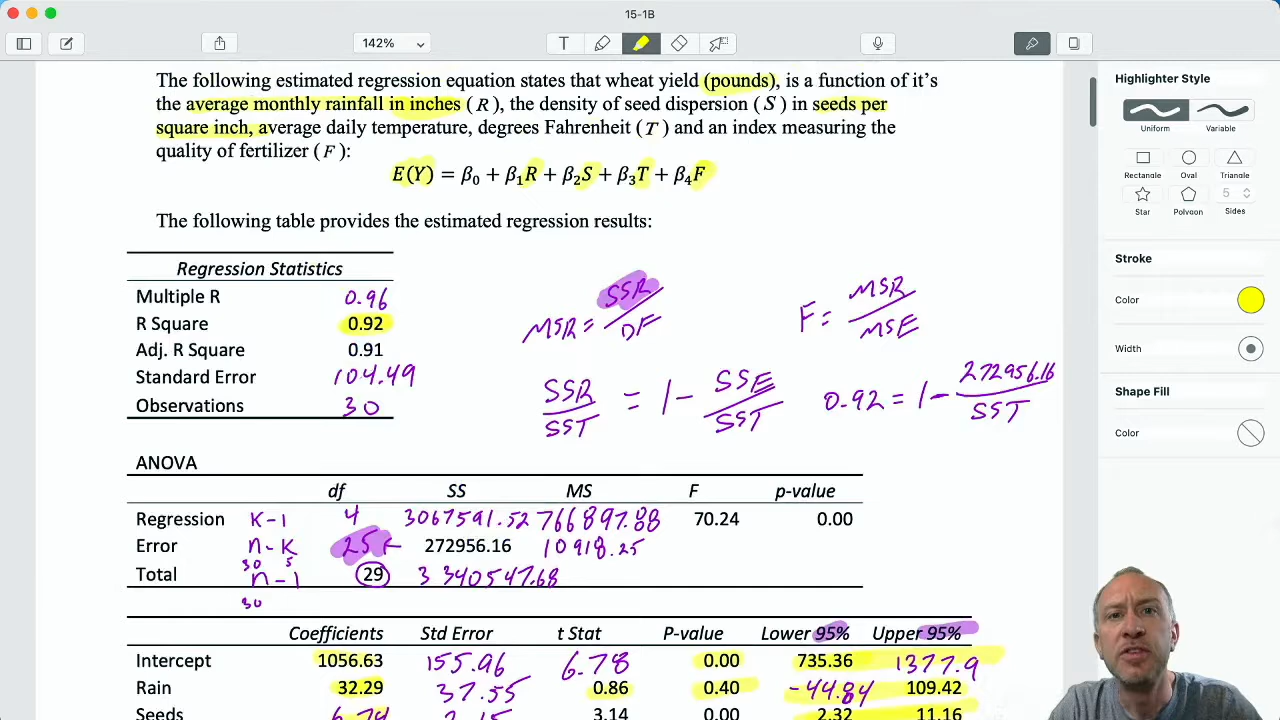 15-1B
142%
T
The following estimated regression equation states that wheat yield (pounds), is a function of it's
the average monthly rainfall in inches (R), the density of seed dispersion (S) in seeds per
square inch, average daily temperature, degrees Fahrenheit (T) and an index measuring the
quality of fertilizer (F):
E(Y) = β₀ + β₁R + β₂S + β₃T + β₄F
The following table provides the estimated regression results:
Regression Statistics
Multiple R 0.96
R Square 0.92
Adj. R Square 0.91
Standard Error 104.49
Observations 30
MSR = SSR/DF
F = MSR/MSE
SSR/SST = 1 - SSE/SST
0.92 = 1 - 272956.16/SST
ANOVA
df SS MS F p-value
Regression K-1 4 3067591.52 766897.88 70.24 0.00
Error n-K 25 272956.16 10918.25
30 5
Total n-1 29 3340547.68
30
Coefficients Std Error t Stat P-value Lower 95% Upper 95%
Intercept 1056.63 155.96 6.78 0.00 735.36 1377.9
Rain 32.29 37.55 0.86 0.40 -44.84 109.42
Seeds 6.74 2.15 3.14 0.00 2.32 11.16
Highlighter Style
Uniform Variable
Rectangle Oval Triangle
5
Star Polygon Sides
Stroke
Color
Width
Shape Fill
Color